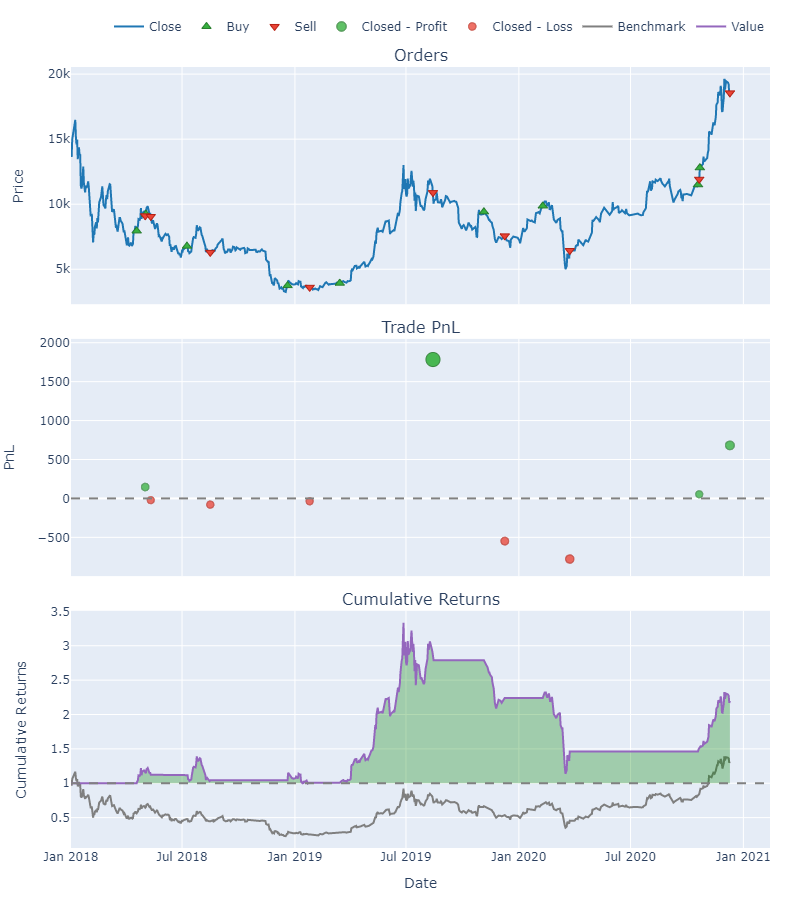 Close Buy Sell Closed - Profit Closed - Loss Benchmark Value
Orders
20k
15k
10k
5k
Price
Trade PnL
2000
1500
1000
500
0
−500
PnL
Cumulative Returns
3.5
3
2.5
2
1.5
1
0.5
Cumulative Returns
Jan 2018 Jul 2018 Jan 2019 Jul 2019 Jan 2020 Jul 2020 Jan 2021
Date